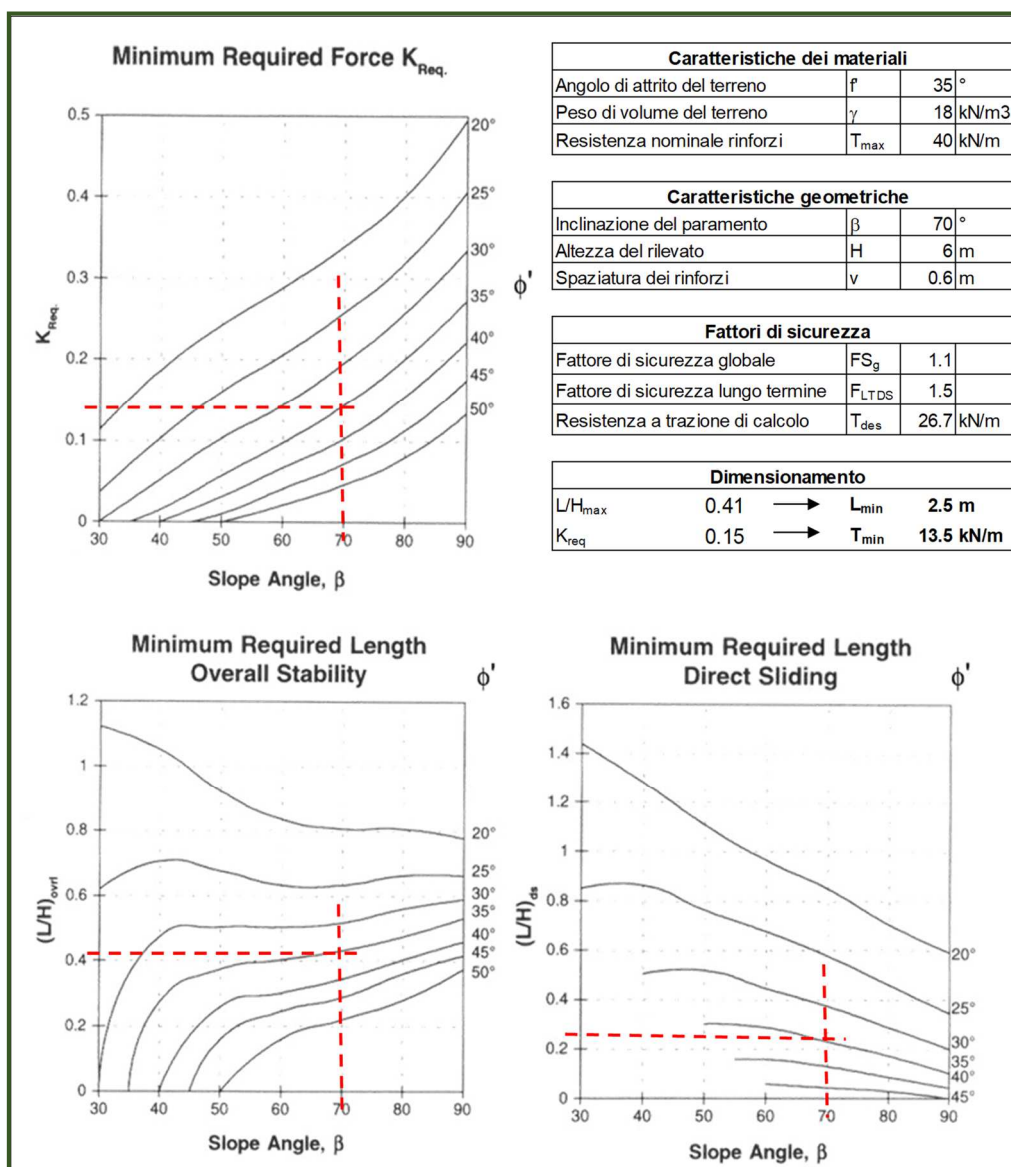 Minimum Required Force K_Req.
0.5
0.4
0.3
0.2
0.1
0
K_Req.
20°
25°
30°
35°
40°
45°
50°
ϕ'
30 40 50 60 70 80 90
Slope Angle, β
Caratteristiche dei materiali
Angolo di attrito del terreno f' 35 °
Peso di volume del terreno γ 18 kN/m3
Resistenza nominale rinforzi T_max 40 kN/m
Caratteristiche geometriche
Inclinazione del paramento β 70 °
Altezza del rilevato H 6 m
Spaziatura dei rinforzi v 0.6 m
Fattori di sicurezza
Fattore di sicurezza globale FS_g 1.1
Fattore di sicurezza lungo termine F_LTDS 1.5
Resistenza a trazione di calcolo T_des 26.7 kN/m
Dimensionamento
L/H_max 0.41 → L_min 2.5 m
K_req 0.15 → T_min 13.5 kN/m
Minimum Required Length
Overall Stability
ϕ'
1.2
1
0.8
0.6
0.4
0.2
0
(L/H)_ovrl
20°
25°
30°
35°
40°
45°
50°
30 40 50 60 70 80 90
Slope Angle, β
Minimum Required Length
Direct Sliding
ϕ'
1.6
1.4
1.2
1
0.8
0.6
0.4
0.2
0
(L/H)_ds
20°
25°
30°
35°
40°
45°
30 40 50 60 70 80 90
Slope Angle, β